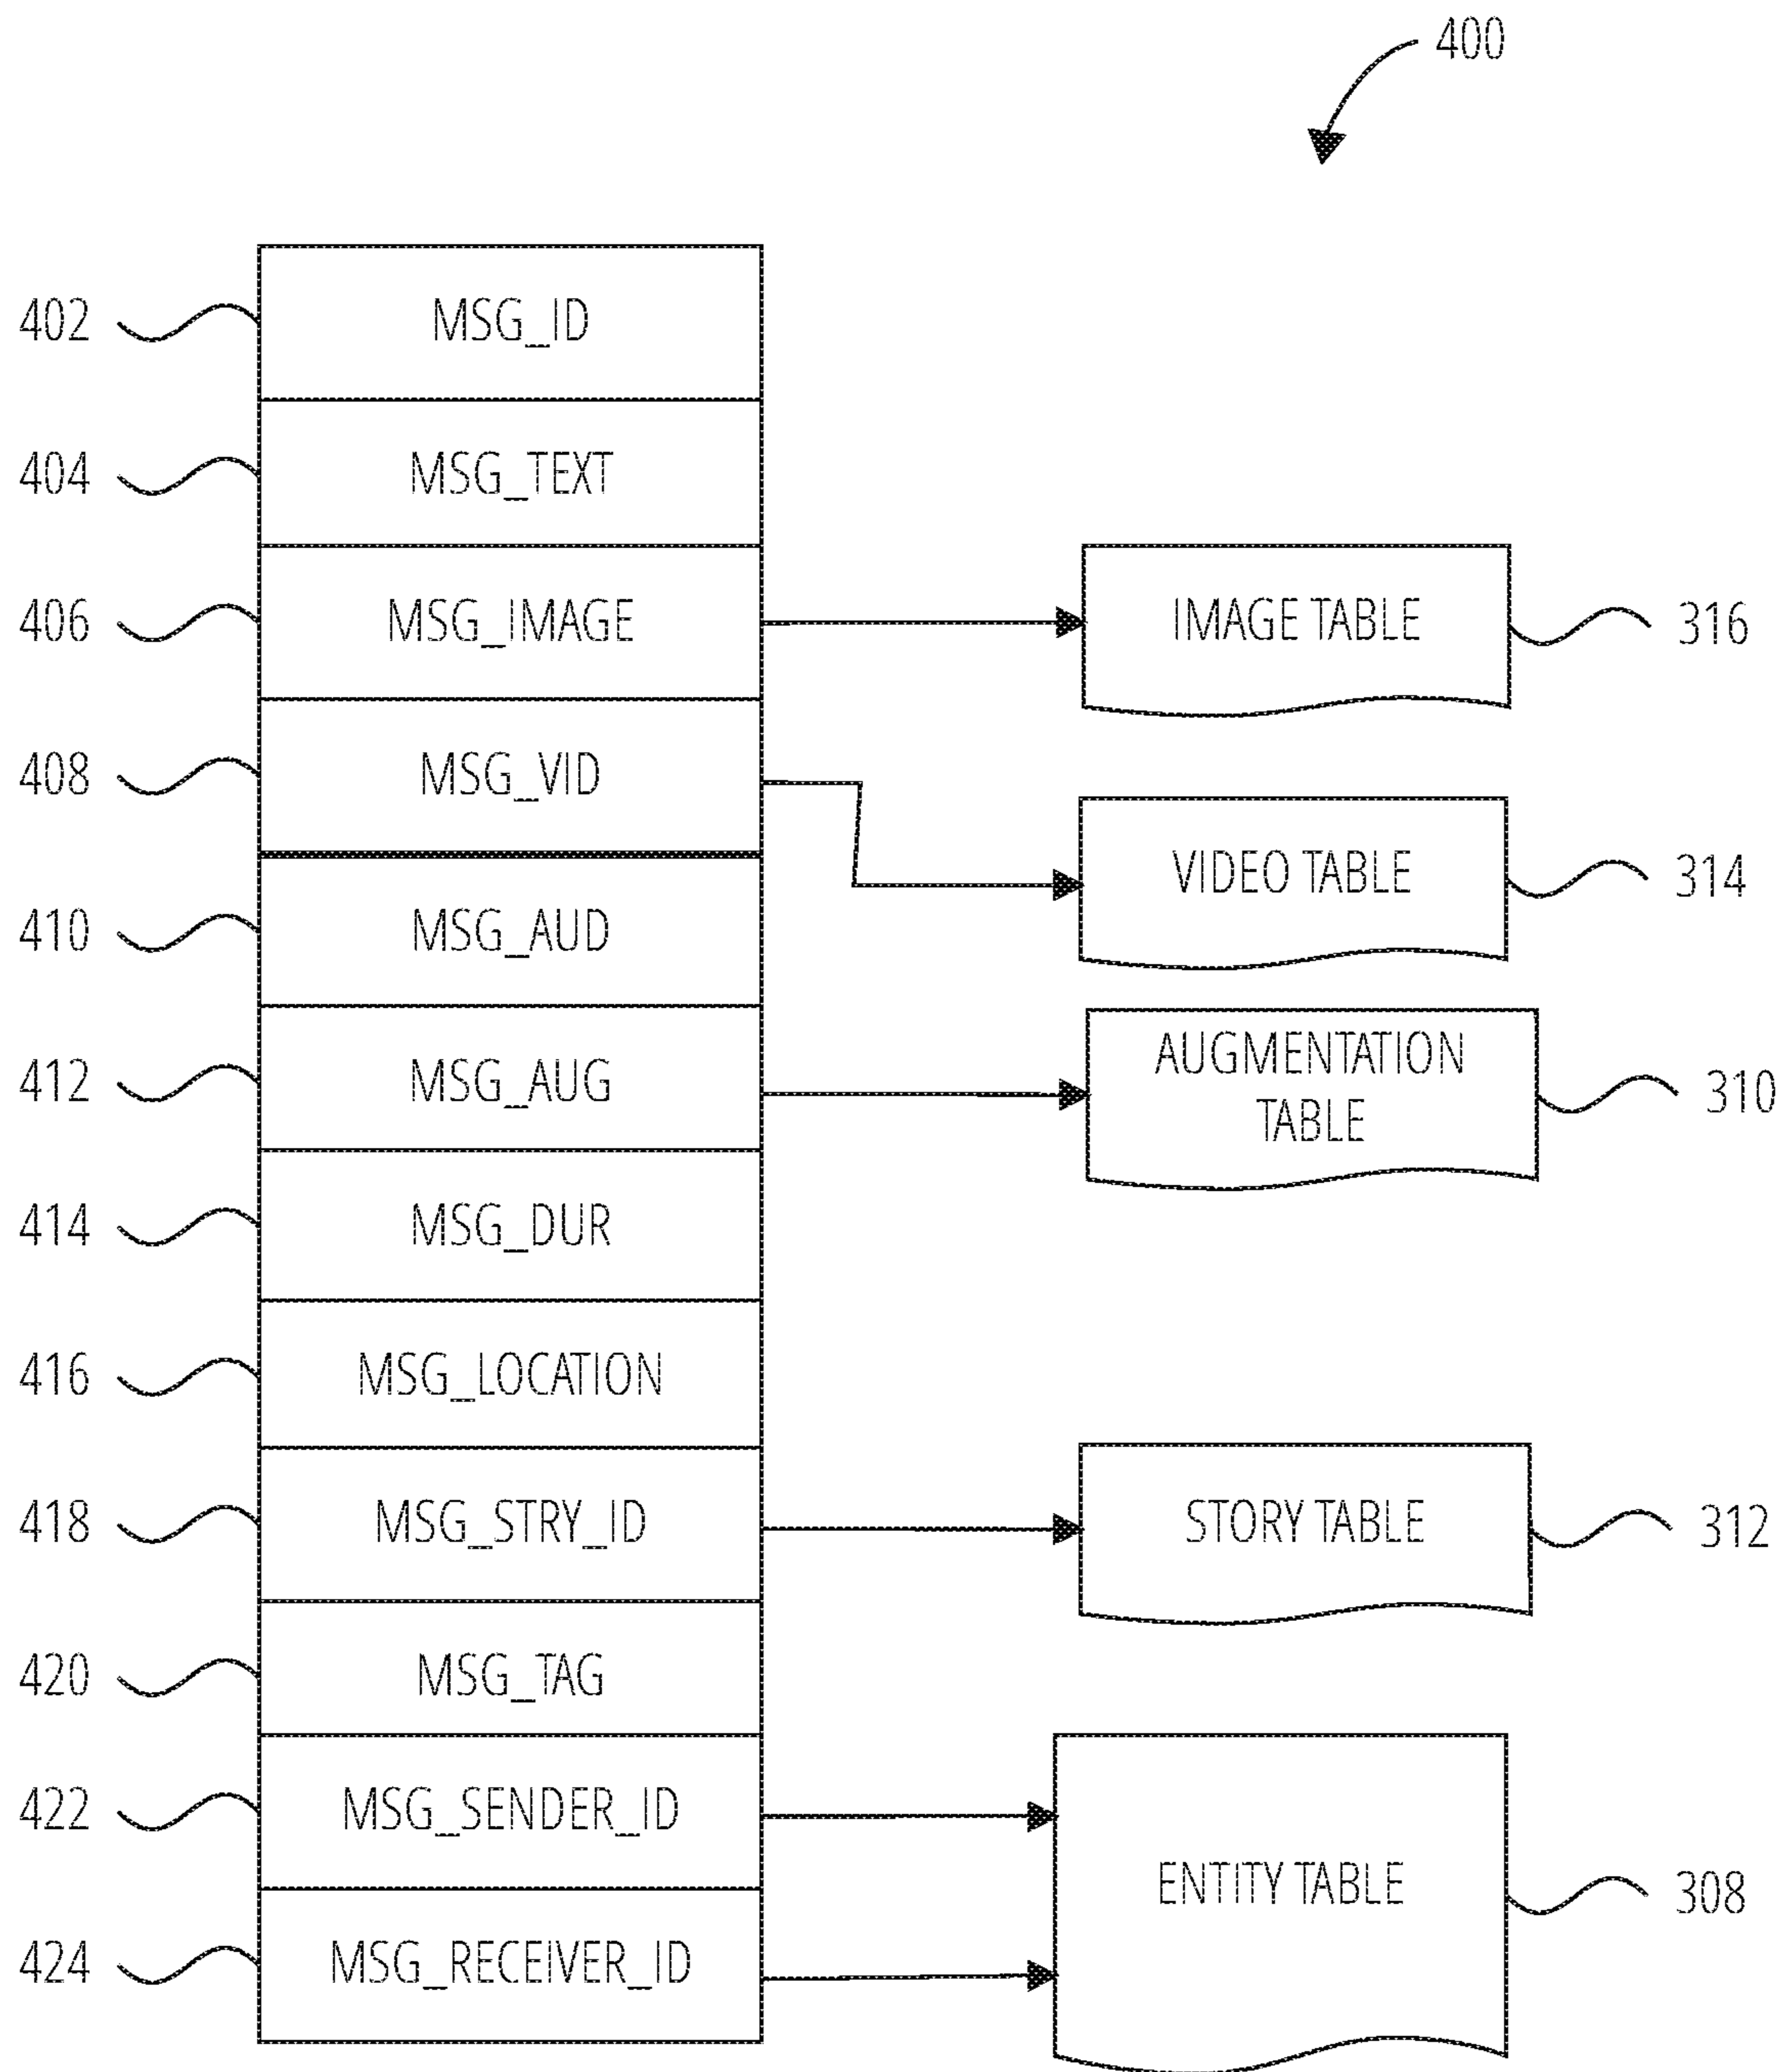 400
402 MSG_ID
404 MSG_TEXT
406 MSG_IMAGE IMAGE TABLE 316
408 MSG_VID
VIDEO TABLE 314
410 MSG_AUD
412 MSG_AUG AUGMENTATION
TABLE 310
414 MSG_DUR
416 MSG_LOCATION
418 MSG_STRY_ID STORY TABLE 312
420 MSG_TAG
422 MSG_SENDER_ID
ENTITY TABLE 308
424 MSG_RECEIVER_ID